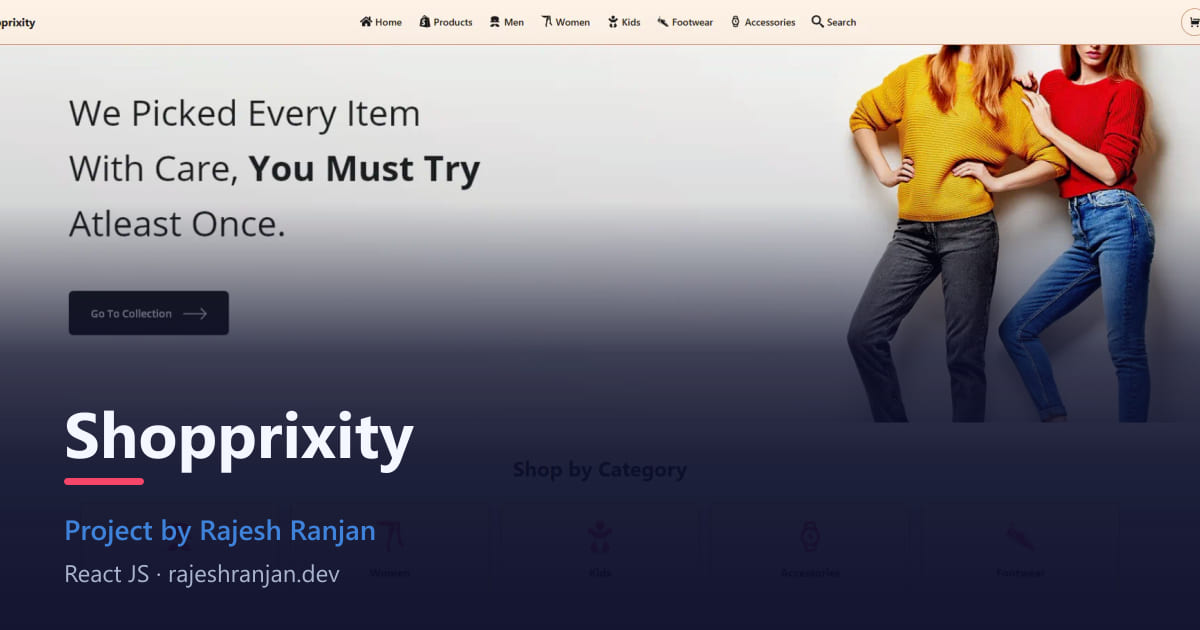 pprixity
Home Products Men Women Kids Footwear Accessories Search
We Picked Every Item
With Care, You Must Try
Atleast Once.
Go To Collection
Shopprixity
Shop by Category
Project by Rajesh Ranjan
React JS · rajeshranjan.dev
Women Kids Accessories Footwear